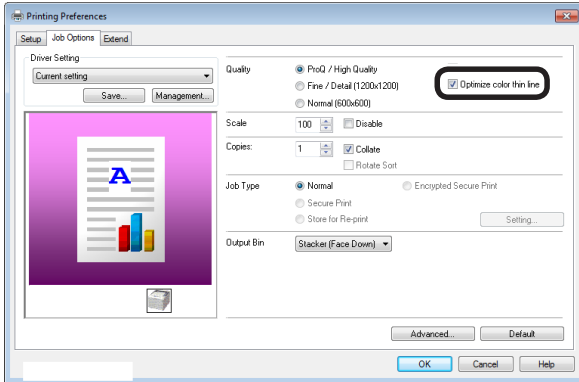 Printing Preferences
Setup Job Options Extend
Driver Setting
Current setting
Save... Management...
A
Quality ProQ / High Quality
Fine / Detail (1200x1200)
Normal (600x600)
Optimize color thin line
Scale 100 Disable
Copies: 1 Collate
Rotate Sort
Job Type Normal Encrypted Secure Print
Secure Print
Store for Re-print Setting...
Output Bin Stacker (Face Down)
Advanced... Default
OK Cancel Help